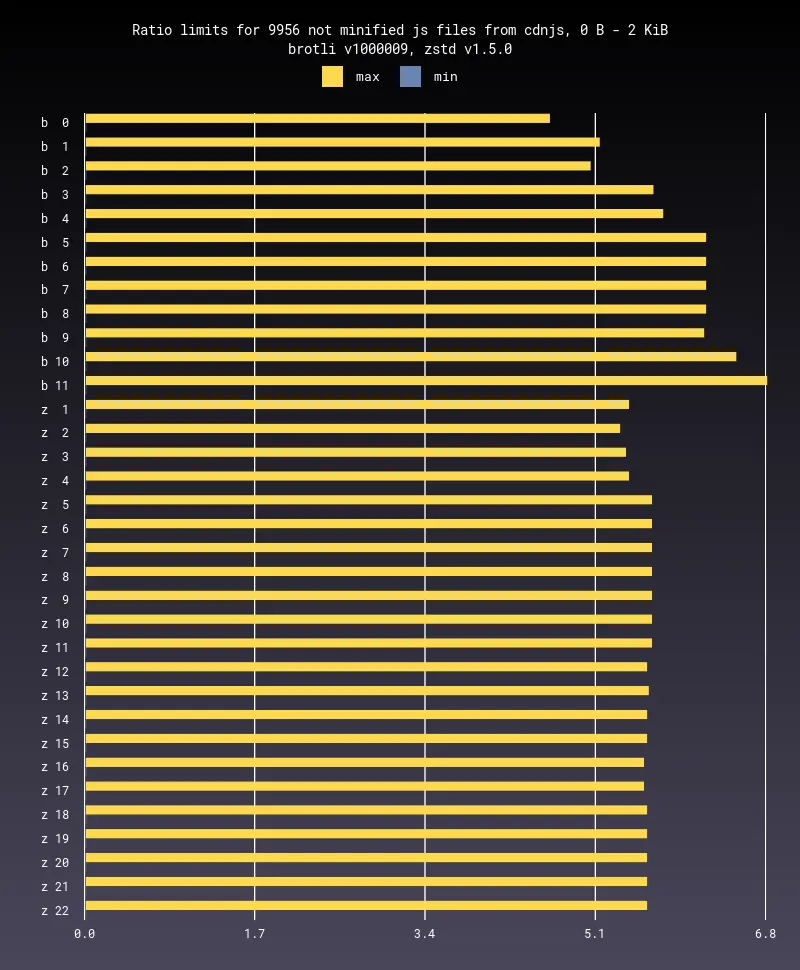 Ratio limits for 9956 not minified js files from cdnjs, 0 B - 2 KiB
brotli v1000009, zstd v1.5.0
max min
b 0
b 1
b 2
b 3
b 4
b 5
b 6
b 7
b 8
b 9
b 10
b 11
z 1
z 2
z 3
z 4
z 5
z 6
z 7
z 8
z 9
z 10
z 11
z 12
z 13
z 14
z 15
z 16
z 17
z 18
z 19
z 20
z 21
z 22
0.0 1.7 3.4 5.1 6.8